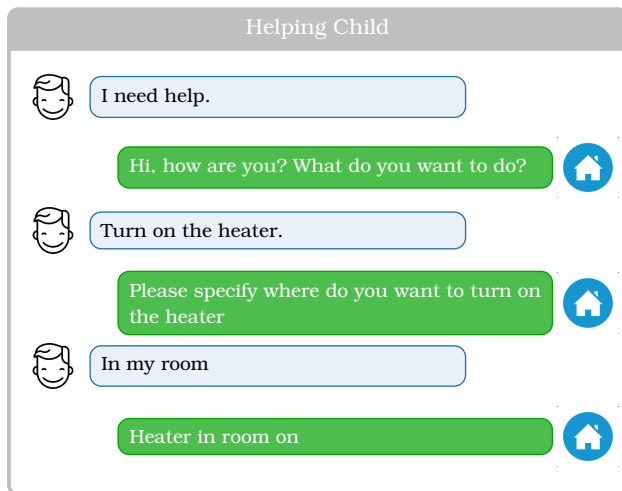 Helping Child
I need help.
Hi, how are you? What do you want to do?
Turn on the heater.
Please specify where do you want to turn on
the heater
In my room
Heater in room on